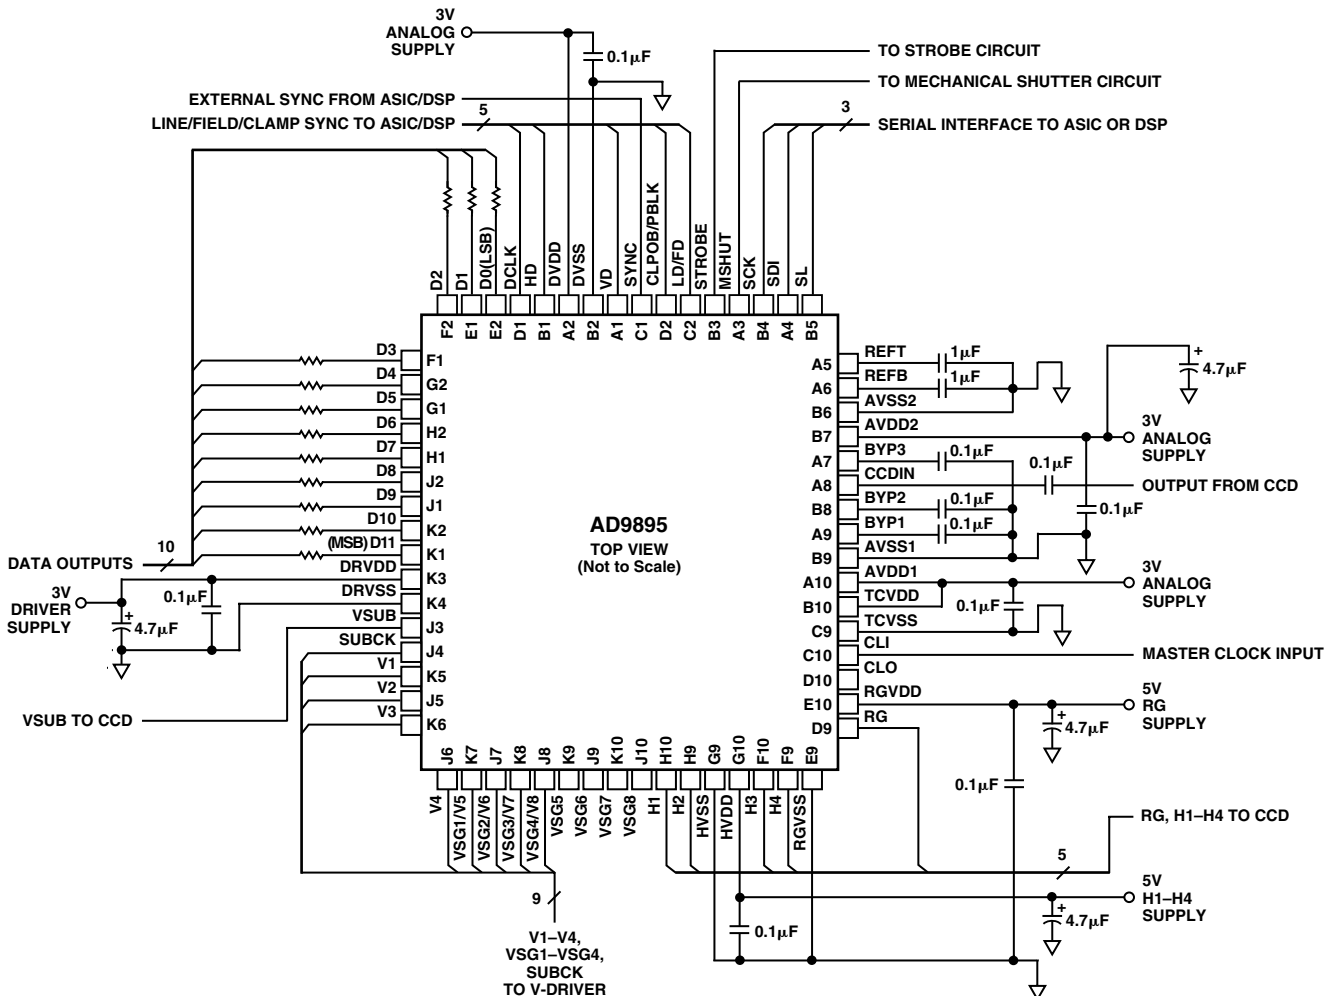 3V
ANALOG
SUPPLY
0.1µF
TO STROBE CIRCUIT
TO MECHANICAL SHUTTER CIRCUIT
EXTERNAL SYNC FROM ASIC/DSP
LINE/FIELD/CLAMP SYNC TO ASIC/DSP
5
3
SERIAL INTERFACE TO ASIC OR DSP
D2
D1
D0(LSB)
DCLK
HD
DVDD
DVSS
VD
SYNC
CLPOB/PBLK
LD/FD
STROBE
MSHUT
SCK
SDI
SL
F2
E1
E2
D1
B1
A2
B2
A1
C1
D2
C2
B3
A3
B4
A4
B5
D3
F1
D4
G2
D5
G1
D6
H2
D7
H1
D8
J2
D9
J1
D10
K2
(MSB) D11
K1
DRVDD
K3
DRVSS
K4
VSUB
J3
SUBCK
J4
V1
K5
V2
J5
V3
K6
DATA OUTPUTS
10
3V
DRIVER
SUPPLY
0.1µF
+
4.7µF
VSUB TO CCD
AD9895
TOP VIEW
(Not to Scale)
A5
REFT
1µF
A6
REFB
1µF
B6
AVSS2
B7
AVDD2
A7
BYP3
0.1µF
A8
CCDIN
0.1µF
B8
BYP2
0.1µF
A9
BYP1
0.1µF
B9
AVSS1
A10
AVDD1
B10
TCVDD
0.1µF
C9
TCVSS
C10
CLI
D10
CLO
E10
RGVDD
D9
RG
+
4.7µF
3V
ANALOG
SUPPLY
OUTPUT FROM CCD
0.1µF
3V
ANALOG
SUPPLY
MASTER CLOCK INPUT
5V
RG
SUPPLY
+
4.7µF
0.1µF
RG, H1–H4 TO CCD
5
5V
H1–H4
SUPPLY
+
4.7µF
0.1µF
J6
K7
J7
K8
J8
K9
J9
K10
J10
H10
H9
G9
G10
F10
F9
E9
V4
VSG1/V5
VSG2/V6
VSG3/V7
VSG4/V8
VSG5
VSG6
VSG7
VSG8
H1
H2
HVSS
HVDD
H3
H4
RGVSS
9
V1–V4,
VSG1–VSG4,
SUBCK
TO V-DRIVER